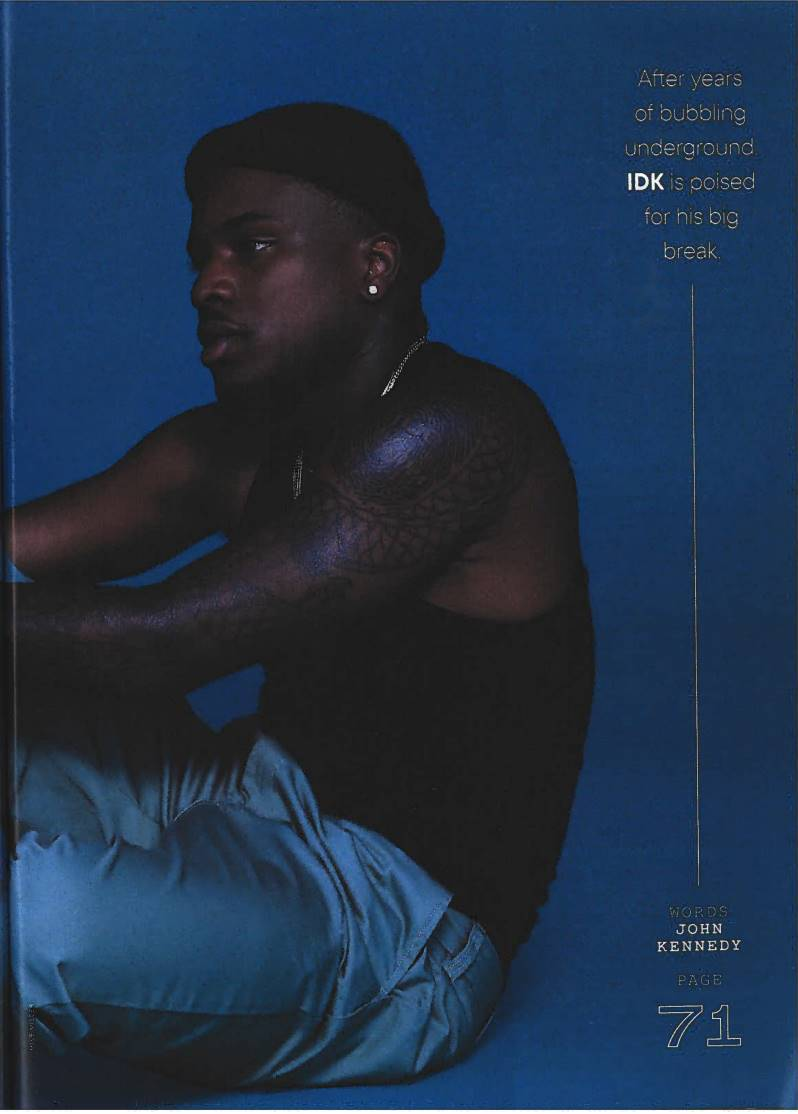 After years
of bubbling
underground,
IDK is poised
for his big
break.
WORDS
JOHN
KENNEDY
PAGE
71